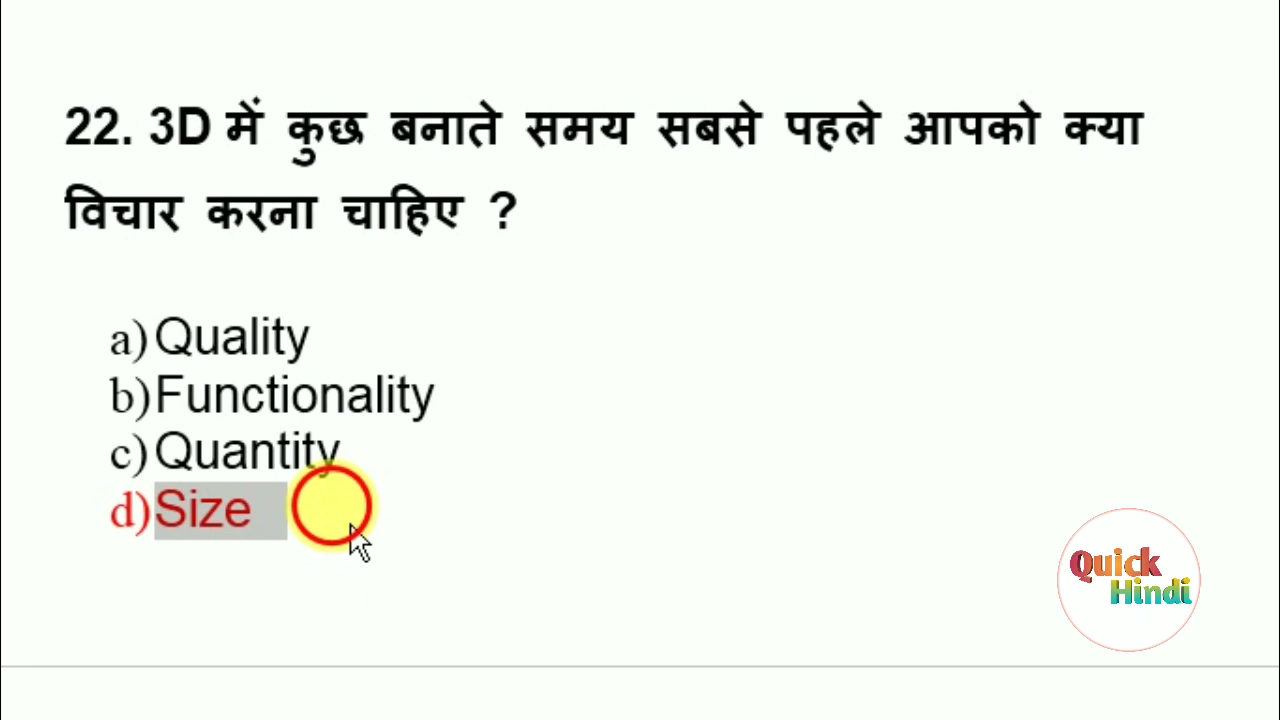 22. 3D में कुछ बनाते समय सबसे पहले आपको क्या
विचार करना चाहिए ?
a) Quality
b) Functionality
c) Quantity
d) Size
Quick
Hindi